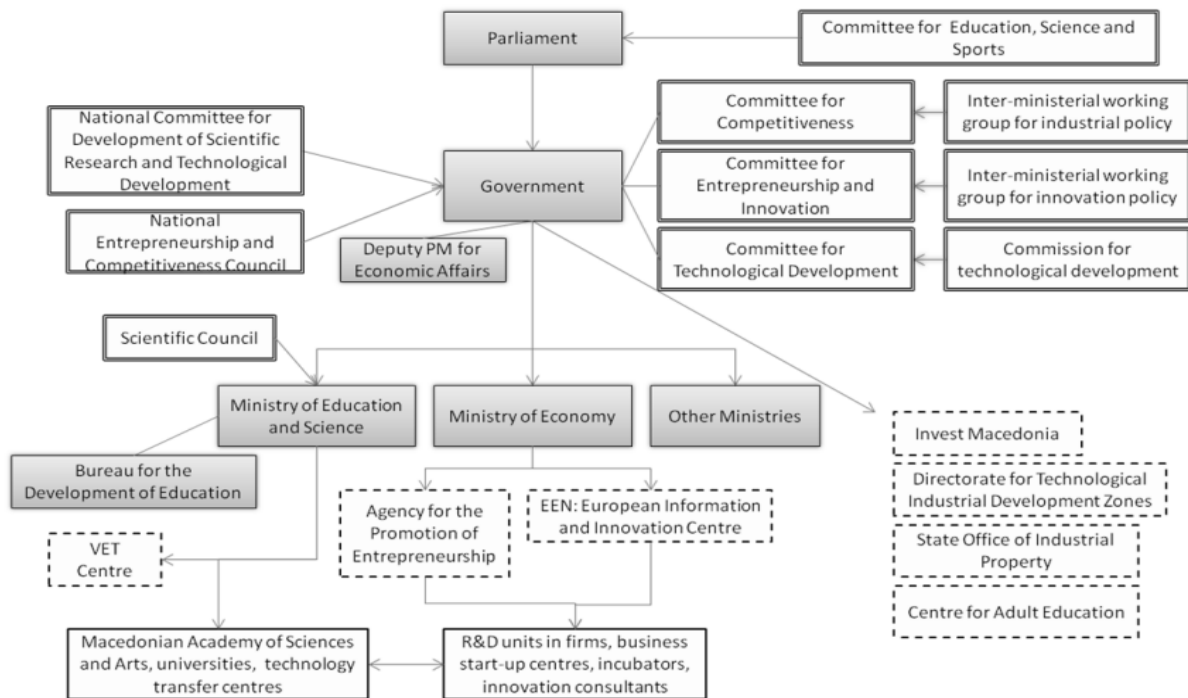 Parliament
Committee for Education, Science and
Sports
National Committee for
Development of Scientific
Research and Technological
Development
Committee for
Competitiveness
Inter-ministerial working
group for industrial policy
Government
Committee for
Entrepreneurship and
Innovation
Inter-ministerial working
group for innovation policy
National
Entrepreneurship and
Competitiveness Council
Deputy PM for
Economic Affairs
Committee for
Technological Development
Commission for
technological development
Scientific Council
Ministry of Education
and Science
Ministry of Economy
Other Ministries
Invest Macedonia
Bureau for the
Development of Education
Directorate for Technological
Industrial Development Zones
Agency for the
Promotion of
Entrepreneurship
EEN: European Information
and Innovation Centre
State Office of Industrial
Property
VET
Centre
Centre for Adult Education
Macedonian Academy of Sciences
and Arts, universities, technology
transfer centres
R&D units in firms, business
start-up centres, incubators,
innovation consultants